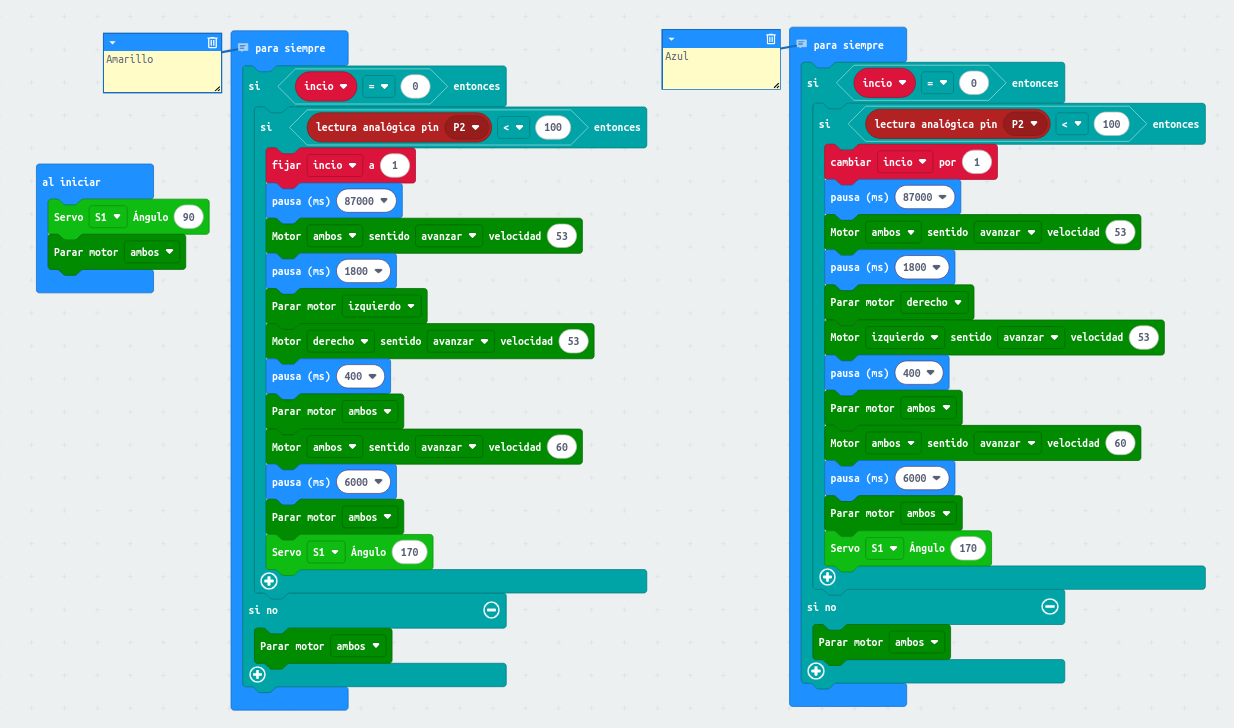 al iniciar
Servo S1 Ángulo 90
Parar motor ambos
Amarillo
para siempre
si incio = 0 entonces
si lectura analógica pin P2 < 100 entonces
fijar incio a 1
pausa (ms) 87000
Motor ambos sentido avanzar velocidad 53
pausa (ms) 1800
Parar motor izquierdo
Motor derecho sentido avanzar velocidad 53
pausa (ms) 400
Parar motor ambos
Motor ambos sentido avanzar velocidad 60
pausa (ms) 6000
Parar motor ambos
Servo S1 Ángulo 170
si no
Parar motor ambos
Azul
para siempre
si incio = 0 entonces
si lectura analógica pin P2 < 100 entonces
cambiar incio por 1
pausa (ms) 87000
Motor ambos sentido avanzar velocidad 53
pausa (ms) 1800
Parar motor derecho
Motor izquierdo sentido avanzar velocidad 53
pausa (ms) 400
Parar motor ambos
Motor ambos sentido avanzar velocidad 60
pausa (ms) 6000
Parar motor ambos
Servo S1 Ángulo 170
si no
Parar motor ambos